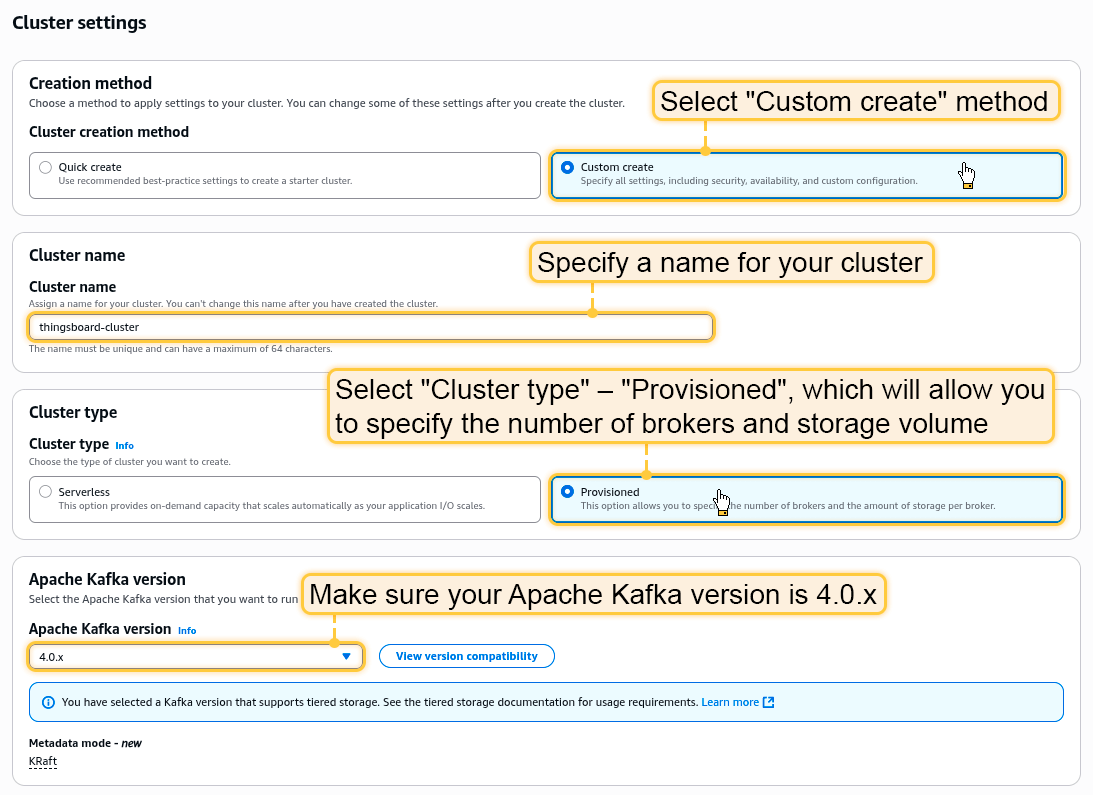 Cluster settings
Creation method
Choose a method to apply settings to your cluster. You can change some of these settings after you create the cluster.
Select "Custom create" method
Cluster creation method
Quick create
Use recommended best-practice settings to create a starter cluster.
Custom create
Specify all settings, including security, availability, and custom configuration.
Cluster name
Specify a name for your cluster
Cluster name
Assign a name for your cluster. You can't change this name after you have created the cluster.
thingsboard-cluster
The name must be unique and can have a maximum of 64 characters.
Select "Cluster type" – "Provisioned", which will allow you
to specify the number of brokers and storage volume
Cluster type
Cluster type Info
Choose the type of cluster you want to create.
Serverless
This option provides on-demand capacity that scales automatically as your application I/O scales.
Provisioned
This option allows you to the number of brokers and the amount of storage per broker.
Apache Kafka version
Select the Apache Kafka version that you want to run
Make sure your Apache Kafka version is 4.0.x
Apache Kafka version Info
4.0.x
View version compatibility
You have selected a Kafka version that supports tiered storage. See the tiered storage documentation for usage requirements. Learn more
Metadata mode - new
KRaft